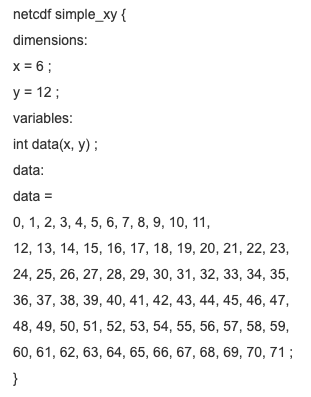 netcdf simple_xy {
dimensions:
x = 6 ;
y = 12 ;
variables:
int data(x, y) ;
data:
data =
0, 1, 2, 3, 4, 5, 6, 7, 8, 9, 10, 11,
12, 13, 14, 15, 16, 17, 18, 19, 20, 21, 22, 23,
24, 25, 26, 27, 28, 29, 30, 31, 32, 33, 34, 35,
36, 37, 38, 39, 40, 41, 42, 43, 44, 45, 46, 47,
48, 49, 50, 51, 52, 53, 54, 55, 56, 57, 58, 59,
60, 61, 62, 63, 64, 65, 66, 67, 68, 69, 70, 71 ;
}